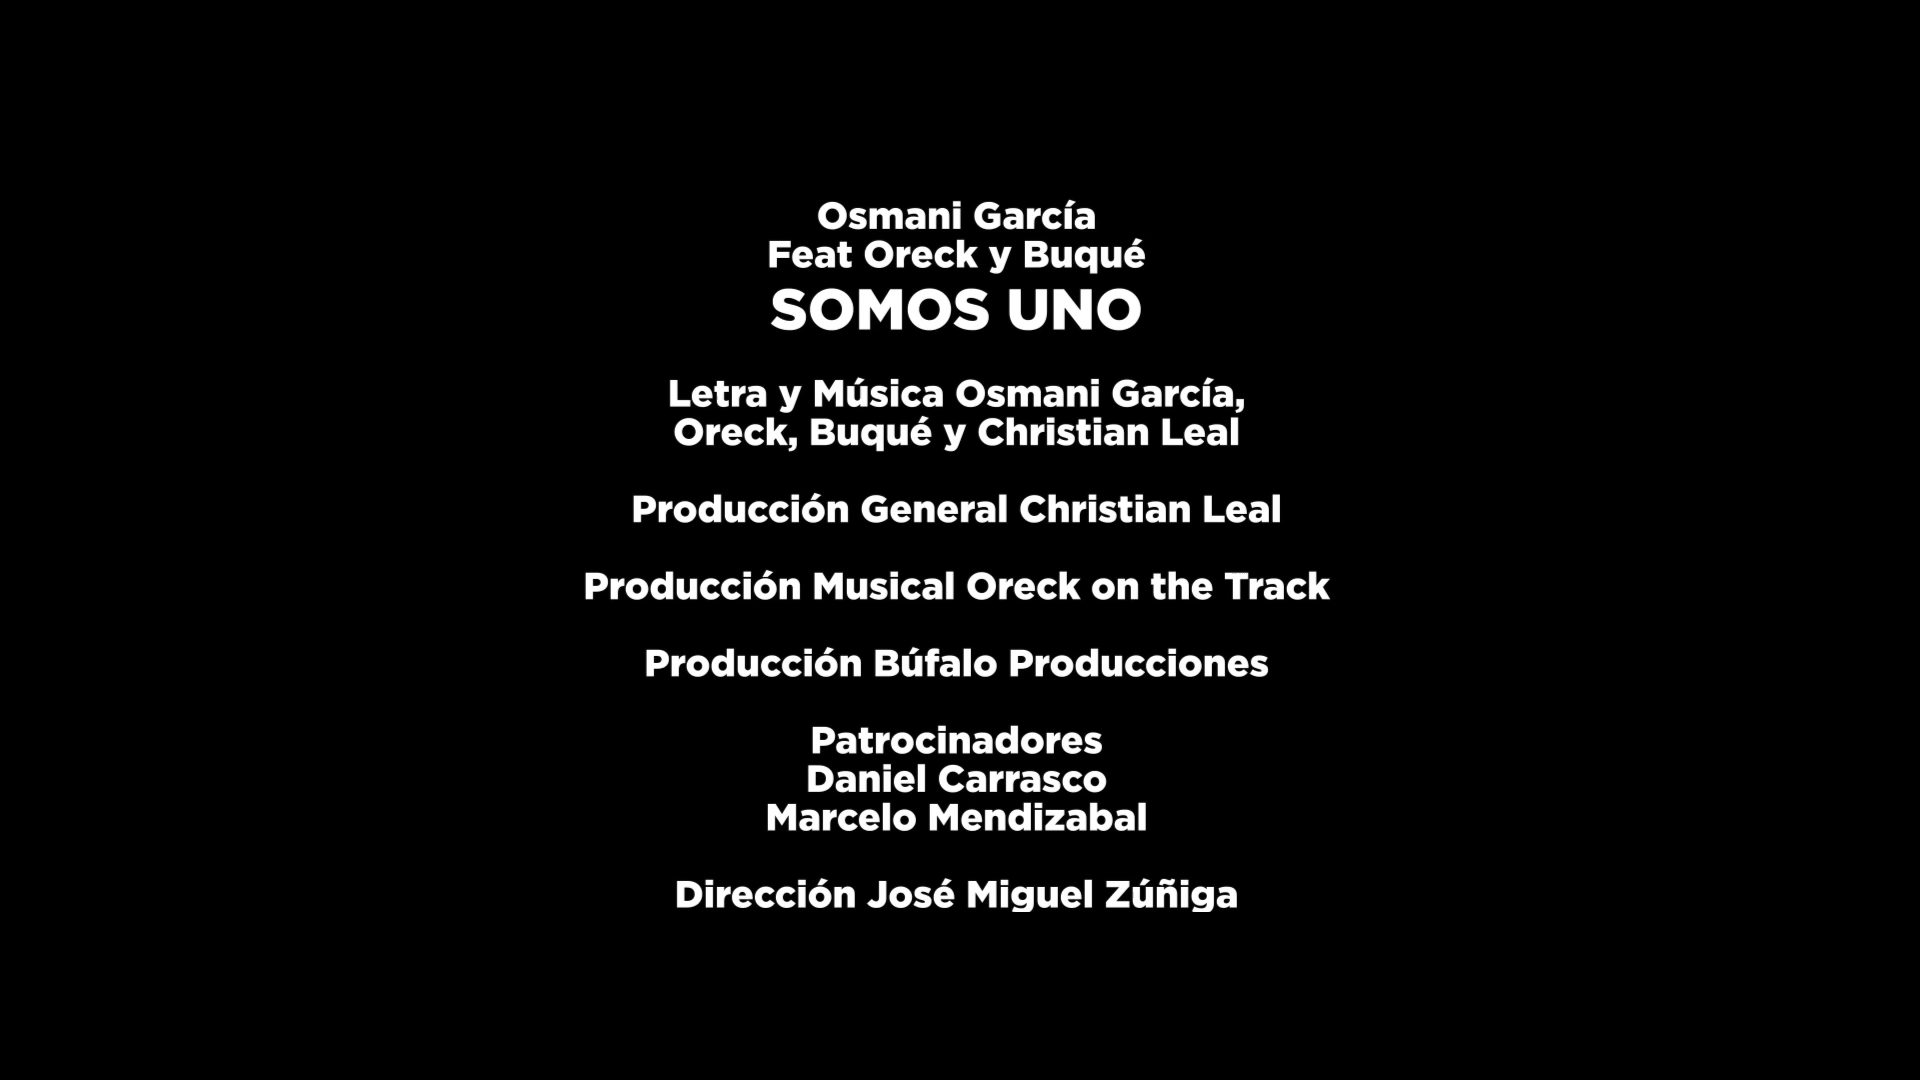 Osmani García
Feat Oreck y Buqué
SOMOS UNO
Letra y Música Osmani García,
Oreck, Buqué y Christian Leal
Producción General Christian Leal
Producción Musical Oreck on the Track
Producción Búfalo Producciones
Patrocinadores
Daniel Carrasco
Marcelo Mendizabal
Dirección José Miguel Zúñiga